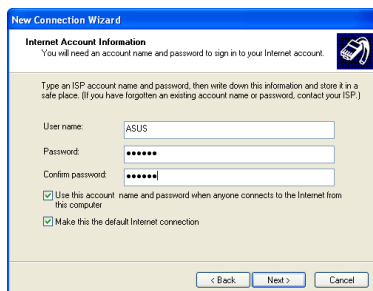 New Connection Wizard
Internet Account Information
You will need an account name and password to sign in to your Internet account.
Type an ISP account name and password, then write down this information and store it in a
safe place. (If you have forgotten an existing account name or password, contact your ISP.)
User name:
ASUS
Password:
••••••
Confirm password:
••••••
Use this account name and password when anyone connects to the Internet from
this computer
Make this the default Internet connection
< Back
Next >
Cancel